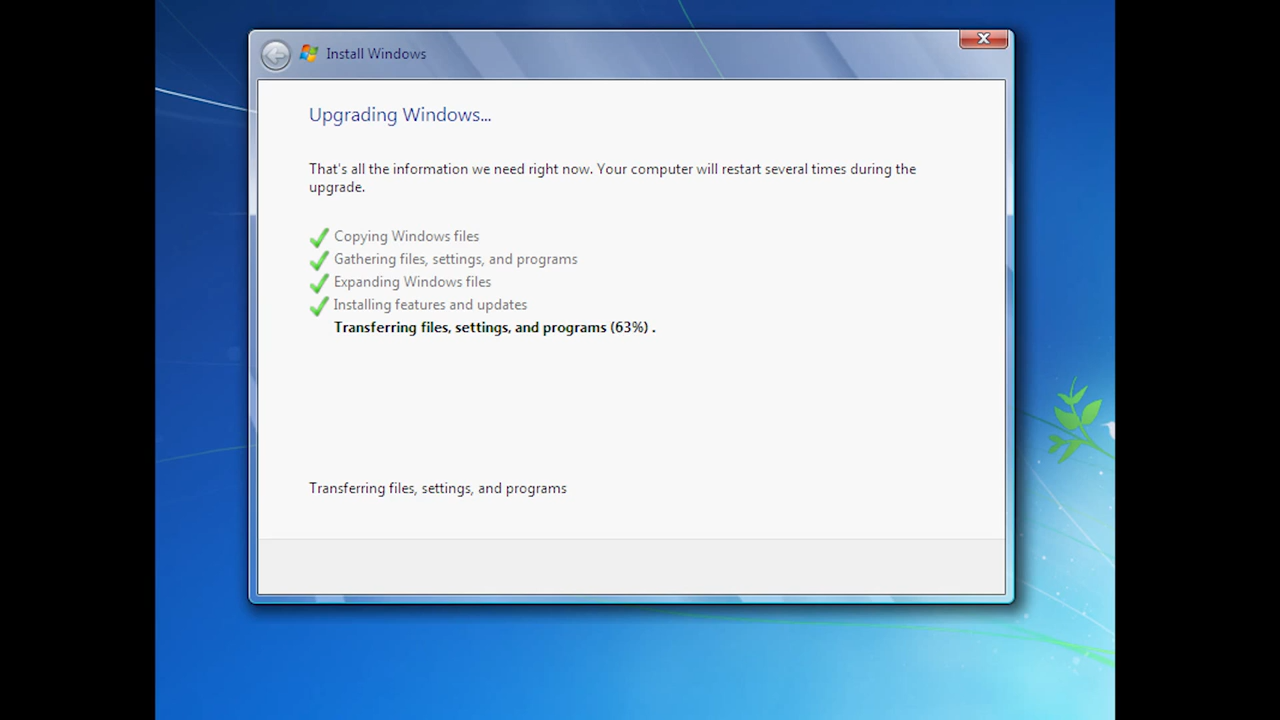 Install Windows
Upgrading Windows...
That's all the information we need right now. Your computer will restart several times during the
upgrade.
Copying Windows files
Gathering files, settings, and programs
Expanding Windows files
Installing features and updates
Transferring files, settings, and programs (63%) .
Transferring files, settings, and programs